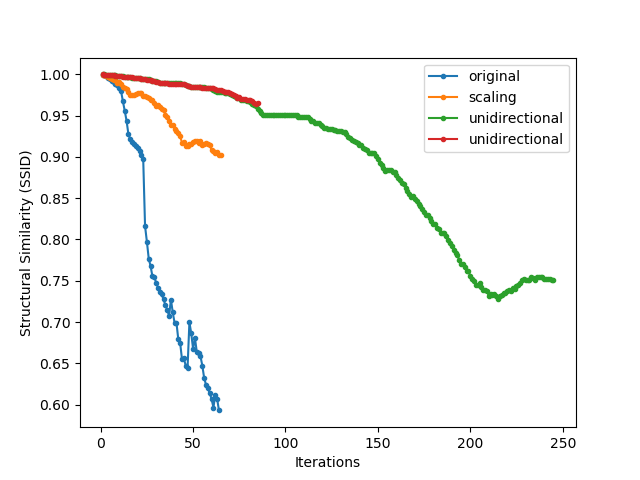 original
scaling
unidirectional
unidirectional
1.00
0.95
0.90
0.85
0.80
0.75
0.70
0.65
0.60
Structural Similarity (SSID)
0
50
100
150
200
250
Iterations